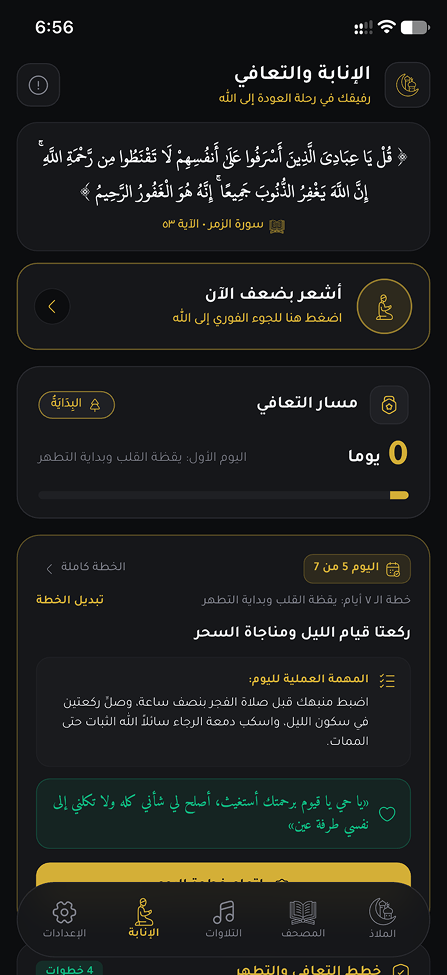 6:56
الإنابة والتعافي
رفيقك في رحلة العودة إلى الله
﴿ قُلْ يَا عِبَادِىَ الَّذِينَ أَسْرَفُوا عَلَىٰ أَنفُسِهِمْ لَا تَقْنَطُوا مِن رَّحْمَةِ اللَّهِ ۚ
إِنَّ اللَّهَ يَغْفِرُ الذُّنُوبَ جَمِيعًا ۚ إِنَّهُ هُوَ الْغَفُورُ الرَّحِيمُ ﴾
سورة الزمر • الآية ٥٣
أشعر بضعف الآن
اضغط هنا للجوء الفوري إلى الله
مسار التعافي
البِدَايَةُ
0 يوما
اليوم الأول: يقظة القلب وبداية التطهر
اليوم 5 من 7
الخطة كاملة
خطة الـ ٧ أيام: يقظة القلب وبداية التطهر
تبديل الخطة
ركعتا قيام الليل ومناجاة السحر
المهمة العملية لليوم:
اضبط منبهك قبل صلاة الفجر بنصف ساعة، وصلِّ ركعتين
في سكون الليل، واسكب دمعة الرجاء سائلاً الله الثبات حتى
الممات.
«يا حي يا قيوم برحمتك أستغيث، أصلح لي شأني كله ولا تكلني إلى
نفسي طرفة عين»
الملاذ
المصحف
التلاوات
الإنابة
الإعدادات
خطط التعافي والتطهر
4 خطوات